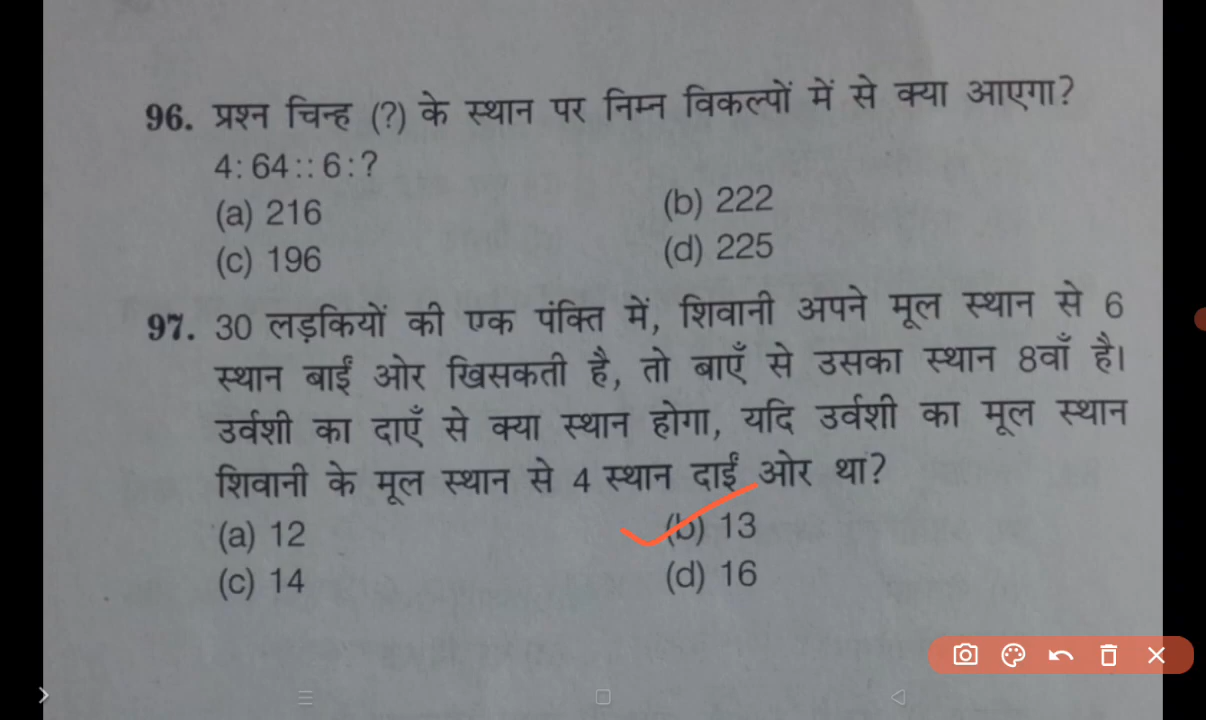 96. प्रश्न चिन्ह (?) के स्थान पर निम्न विकल्पों में से क्या आएगा?
4 : 64 : : 6 : ?
(a) 216 (b) 222
(c) 196 (d) 225
97. 30 लड़कियों की एक पंक्ति में, शिवानी अपने मूल स्थान से 6
स्थान बाईं ओर खिसकती है, तो बाएँ से उसका स्थान 8वाँ है।
उर्वशी का दाएँ से क्या स्थान होगा, यदि उर्वशी का मूल स्थान
शिवानी के मूल स्थान से 4 स्थान दाईं ओर था?
(a) 12 (b) 13
(c) 14 (d) 16